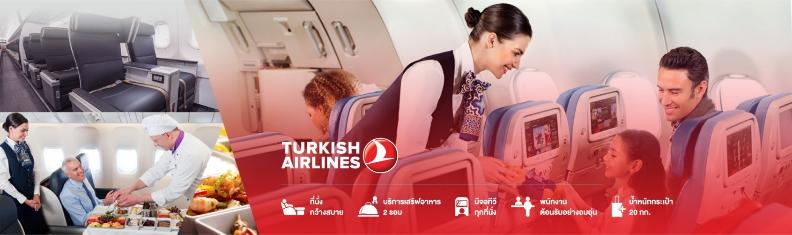 TURKISH
AIRLINES
ที่นั่ง
กว้างสบาย
บริการเสิร์ฟอาหาร
2 รอบ
มีจอทีวี
ทุกที่นั่ง
พนักงาน
ต้อนรับอย่างอบอุ่น
น้ำหนักกระเป๋า
20 กก.